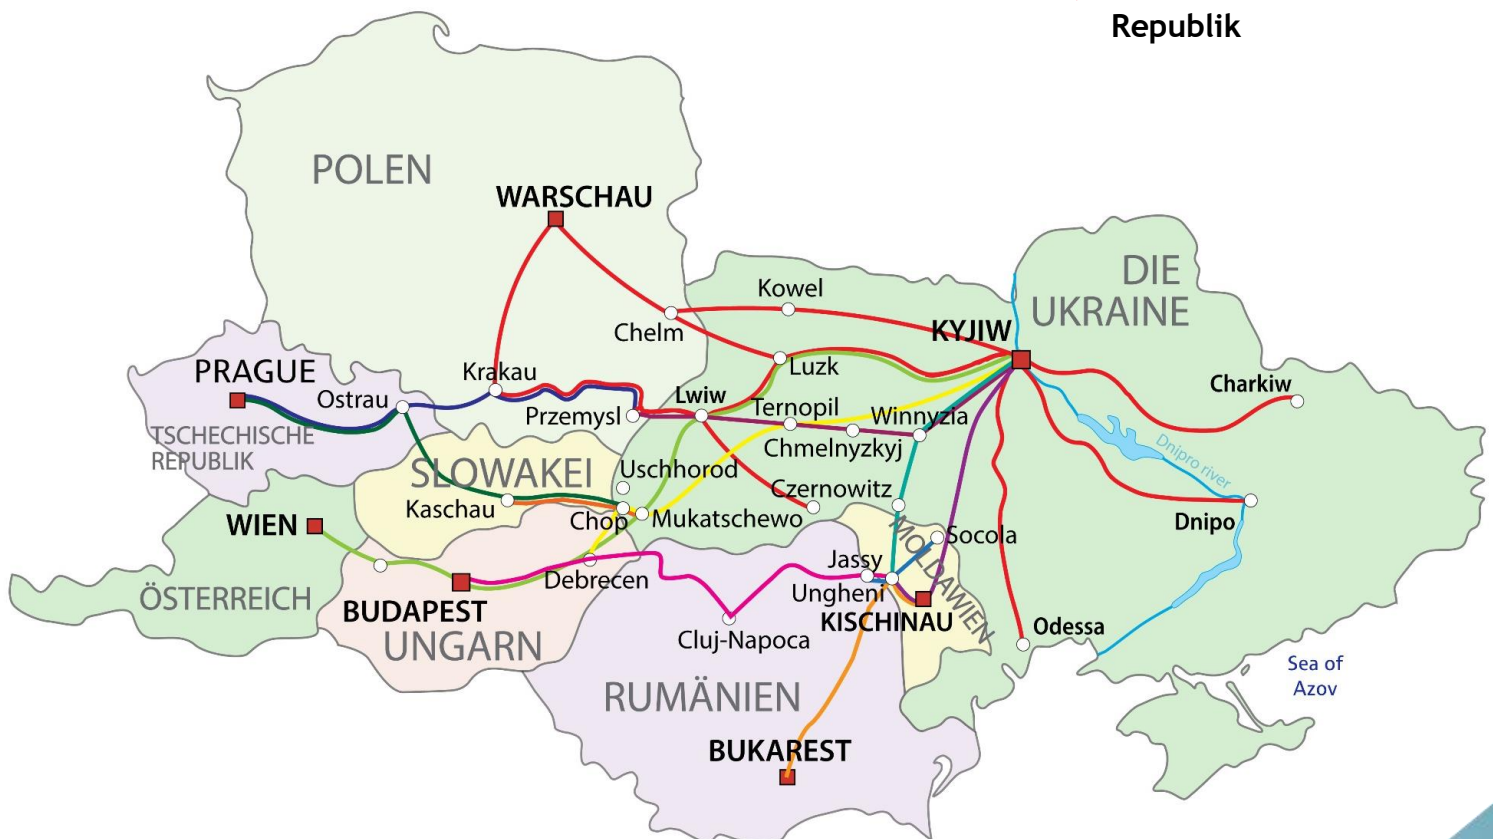 Republik
POLEN
WARSCHAU
DIE
UKRAINE
Kowel
Chelm
KYJIW
PRAGUE
Krakau
Luzk
Charkiw
Ostrau
Lwiw
Przemysl
Ternopil
Winnyzia
TSCHECHISCHE
REPUBLIK
Chmelnyzkyj
Dnipro river
SLOWAKEI
Uschhorod
Czernowitz
Kaschau
Chop
Mukatschewo
Dnipo
WIEN
MOLDAWIEN
Socola
Jassy
Debrecen
Ungheni
ÖSTERREICH
BUDAPEST
KISCHINAU
UNGARN
Cluj-Napoca
Odessa
Sea of
Azov
RUMÄNIEN
BUKAREST